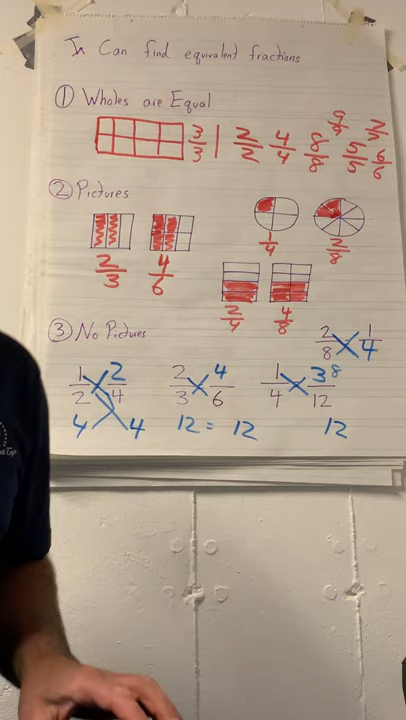 I Can find equivalent fractions
① Wholes are Equal
3/3 1 2/2 4/4 8/8 9/9 5/5 7/7 6/6
② Pictures
2/3 4/6 1/4 2/8
2/4 4/8
③ No Pictures
2/8 1/4
1/2 2/4 2/3 4/6 1/4 3/12 8
4 4 12 = 12 12